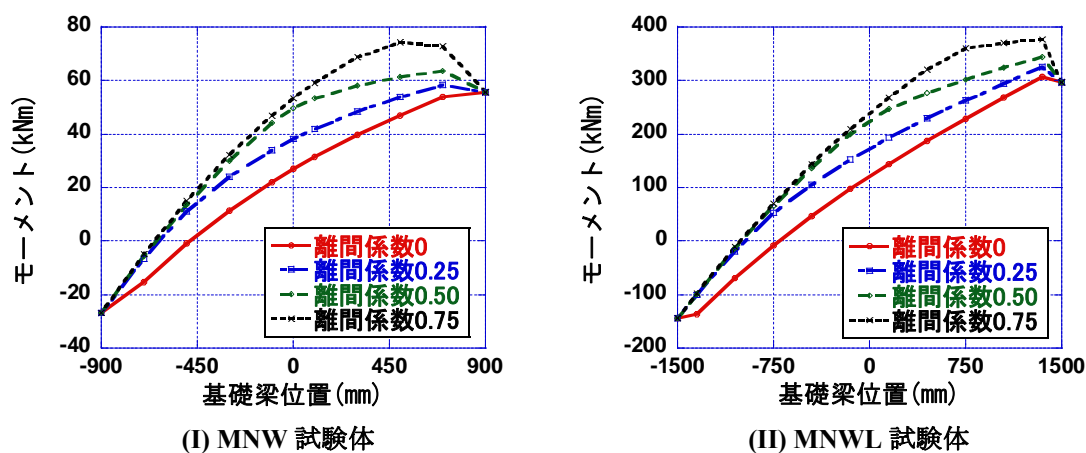 80
60
40
20
0
-20
-40
モーメント(kNm)
離間係数0
離間係数0.25
離間係数0.50
離間係数0.75
-900 -450 0 450 900
基礎梁位置(㎜)
(I) MNW 試験体
400
300
200
100
0
-100
-200
モーメント(kNm)
離間係数0
離間係数0.25
離間係数0.50
離間係数0.75
-1500 -750 0 750 1500
基礎梁位置(㎜)
(II) MNWL 試験体